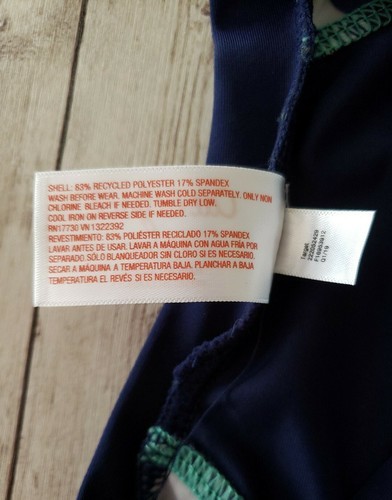 SHELL: 83% RECYCLED POLYESTER 17% SPANDEX
WASH BEFORE WEAR. MACHINE WASH COLD SEPARATELY. ONLY NON
CHLORINE. BLEACH IF NEEDED. TUMBLE DRY LOW.
COOL IRON ON REVERSE SIDE IF NEEDED.
RN17730 VN 1322392
REVESTIMIENTO: 83% POLIÉSTER RECICLADO 17% SPANDEX
LAVAR ANTES DE USAR. LAVAR A MÁQUINA CON AGUA FRÍA POR
SEPARADO. SÓLO BLANQUEADOR SIN CLORO SI ES NECESARIO.
SECAR A MÁQUINA A TEMPERATURA BAJA. PLANCHAR A BAJA
TEMPERATURA EL REVÉS SI ES NECESARIO.
Target
Q1/19